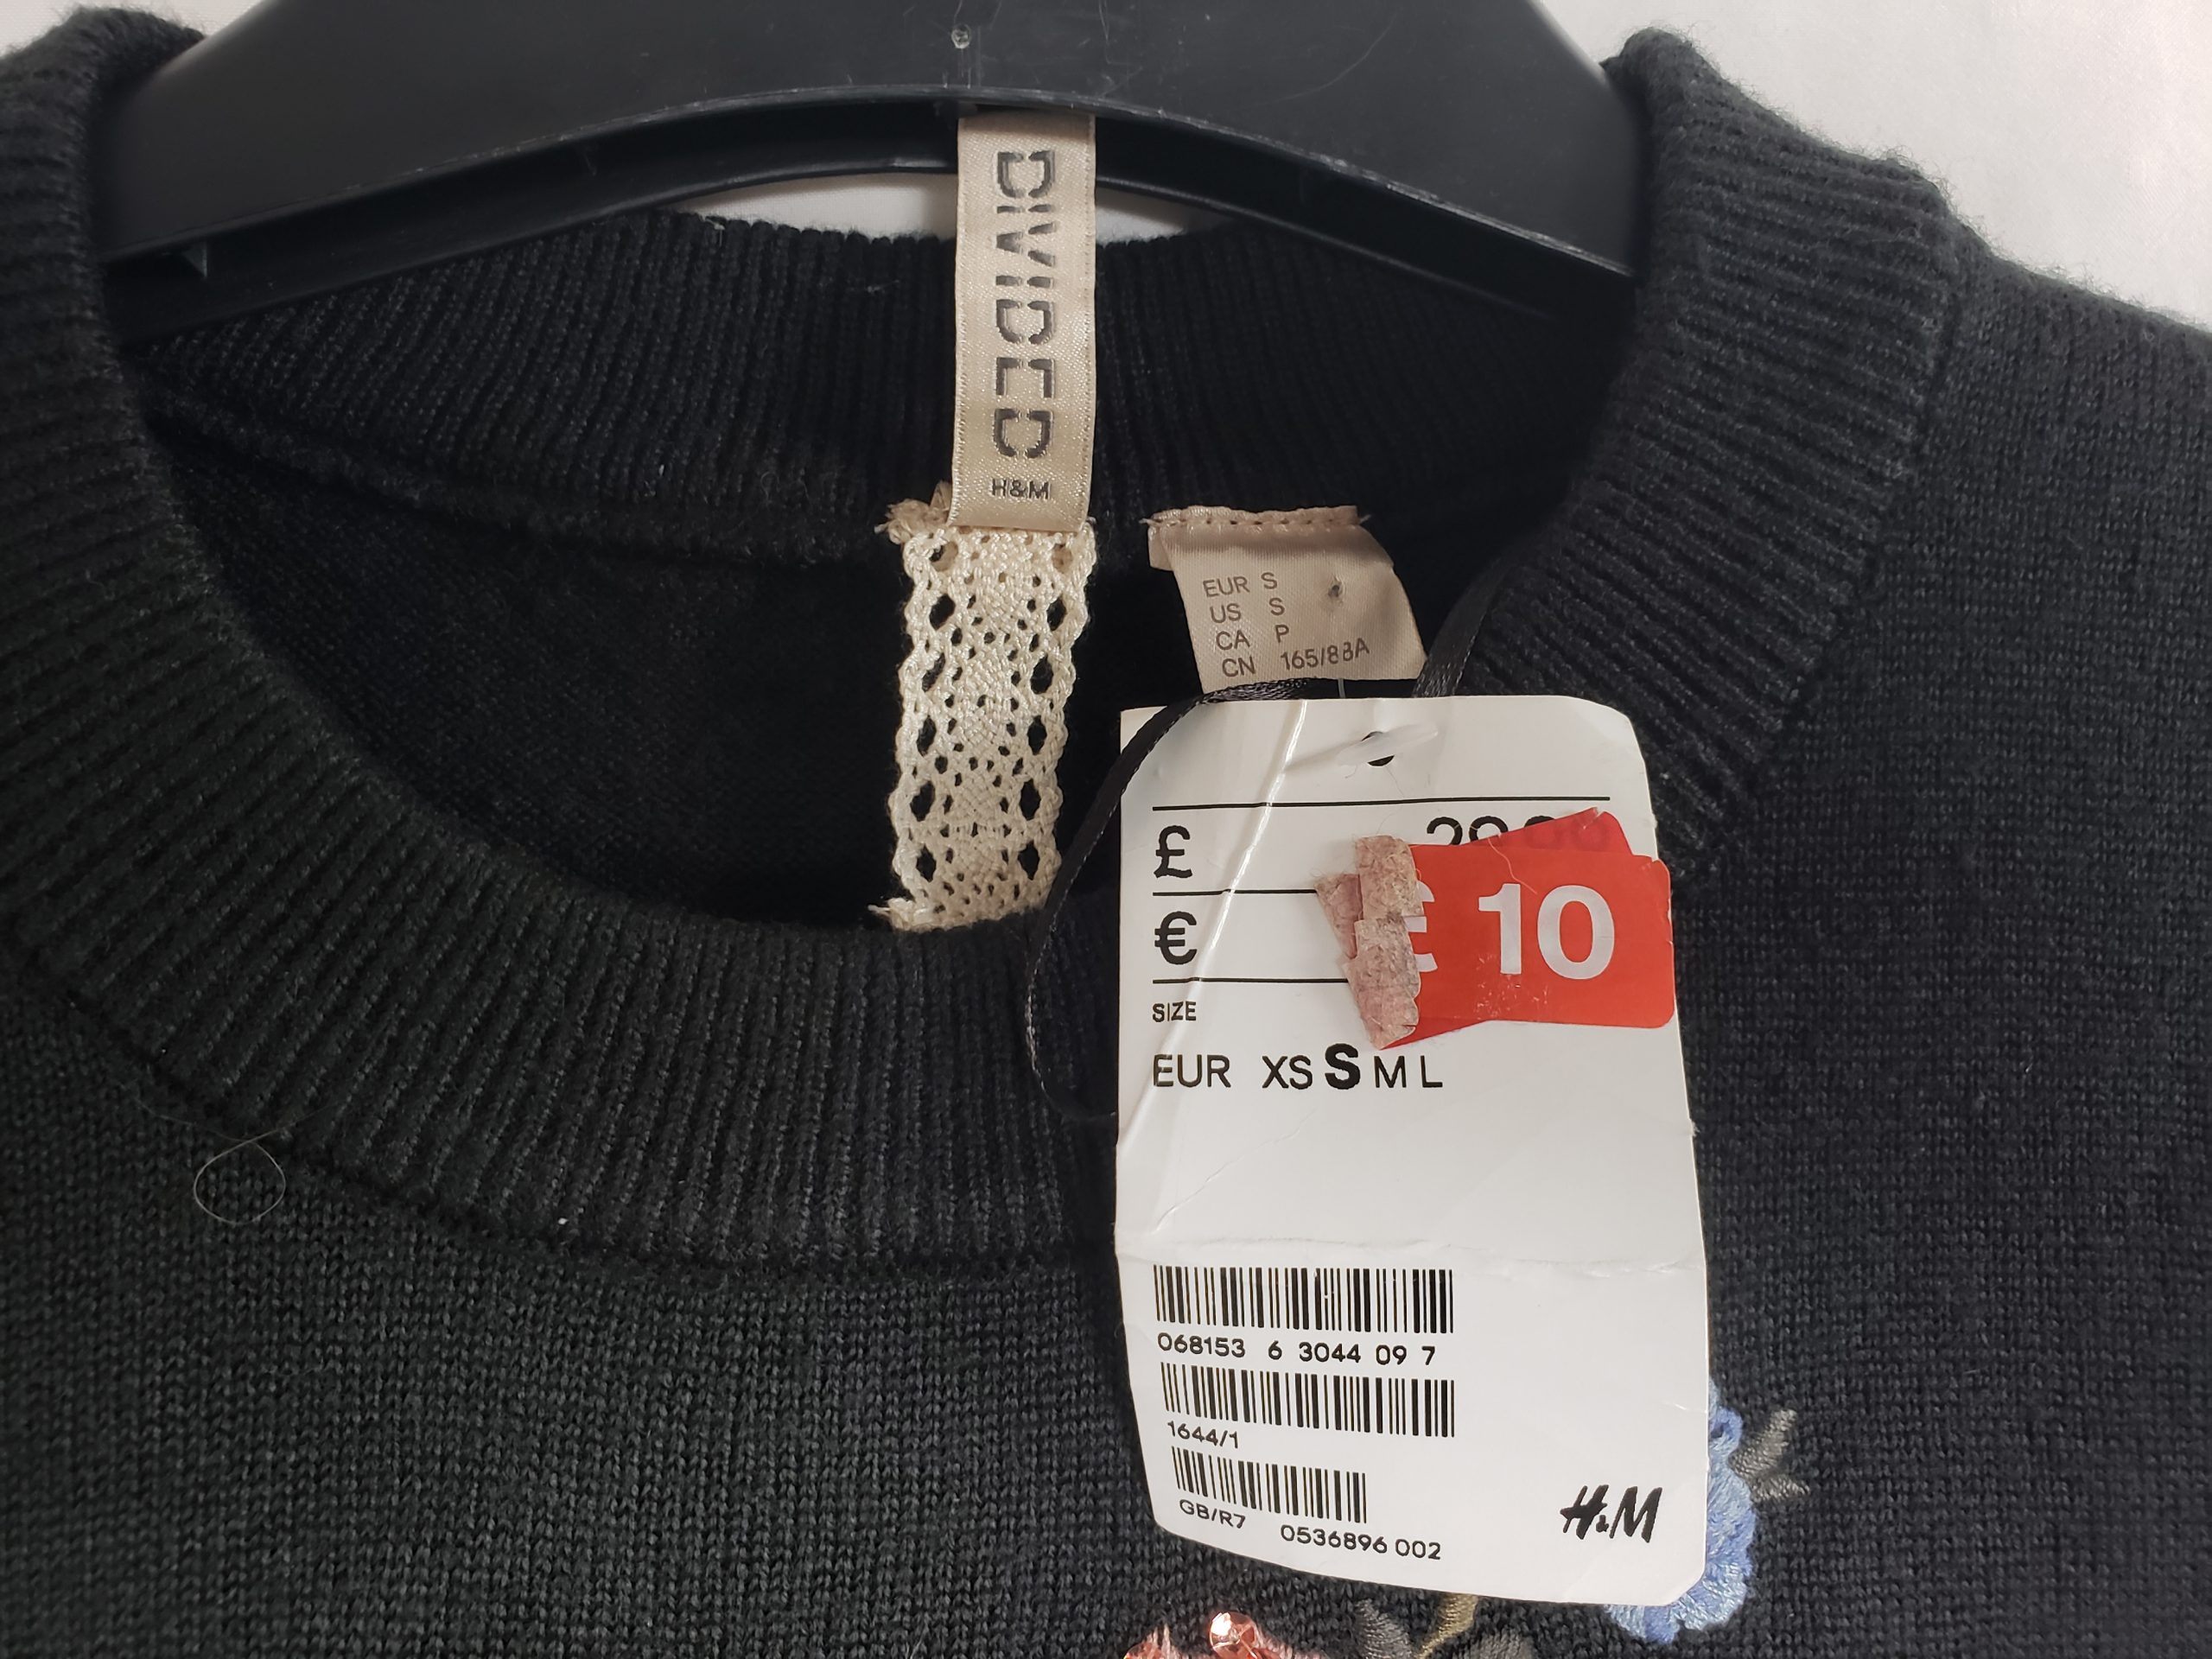 DIVIDED
H&M
EUR S
US S
CA P
CN 165/88A
£
£ 10
€
SIZE
EUR XS S M L
068153 6 3044 09 7
1644/1
GB/R7 0536896 002
H&M